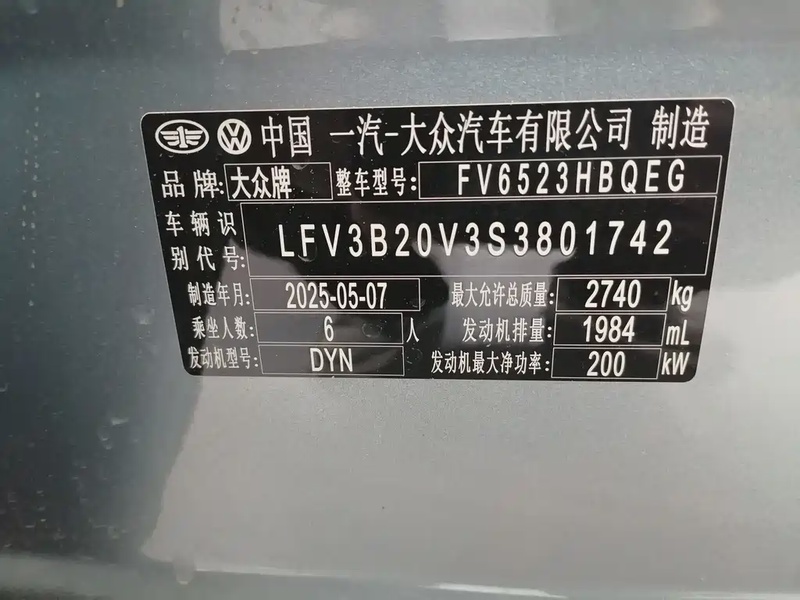 中国 一汽-大众汽车有限公司 制造
品牌: 大众牌 整车型号: FV6523HBQEG
车辆识别代号: LFV3B20V3S3801742
制造年月: 2025-05-07 最大允许总质量: 2740 kg
乘坐人数: 6 人 发动机排量: 1984 mL
发动机型号: DYN 发动机最大净功率: 200 kW